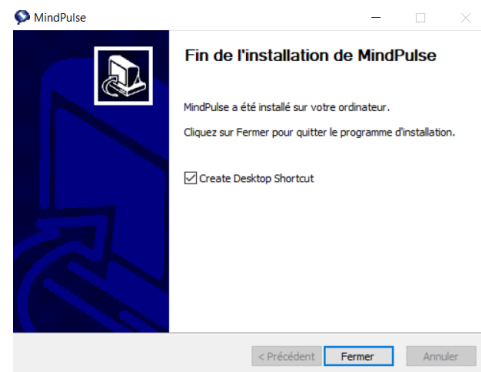 MindPulse
Fin de l'installation de MindPulse
MindPulse a été installé sur votre ordinateur.
Cliquez sur Fermer pour quitter le programme d'installation.
Create Desktop Shortcut
< Précédent Fermer Annuler